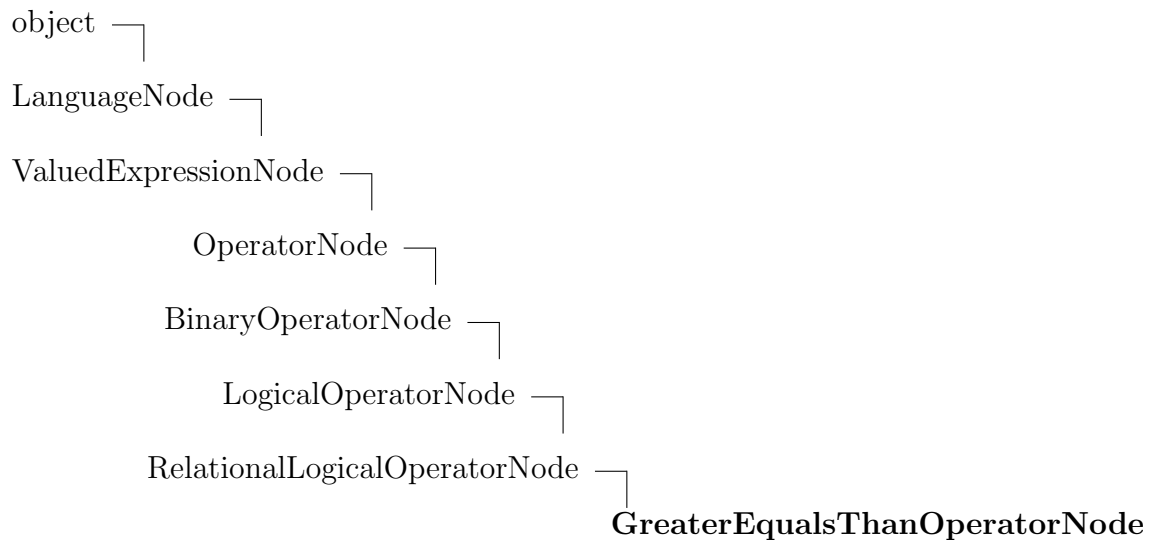 object
LanguageNode
ValuedExpressionNode
OperatorNode
BinaryOperatorNode
LogicalOperatorNode
RelationalLogicalOperatorNode
GreaterEqualsThanOperatorNode